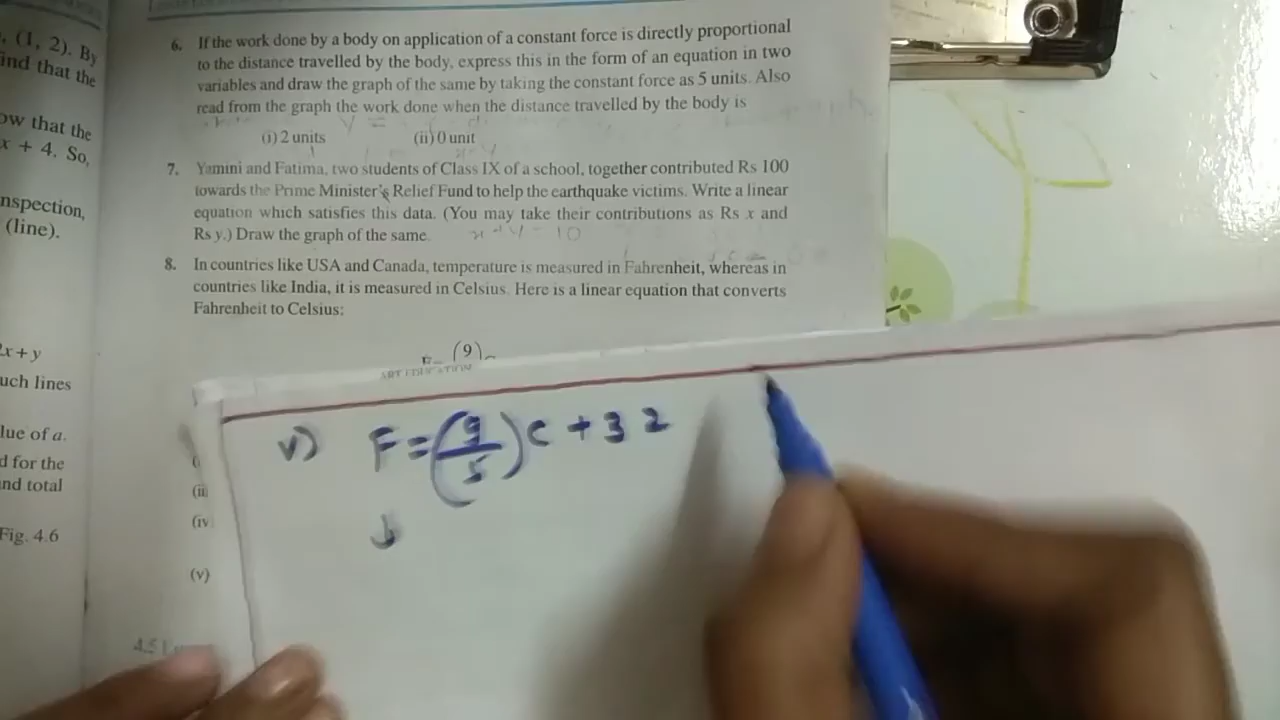 , (1, 2). By
ind that the
ow that the
x + 4. So,
nspection,
(line).
2x + y
uch lines
lue of a.
d for the
nd total
Fig. 4.6
6. If the work done by a body on application of a constant force is directly proportional
to the distance travelled by the body, express this in the form of an equation in two
variables and draw the graph of the same by taking the constant force as 5 units. Also
read from the graph the work done when the distance travelled by the body is
(i) 2 units (ii) 0 unit
7. Yamini and Fatima, two students of Class IX of a school, together contributed Rs 100
towards the Prime Minister's Relief Fund to help the earthquake victims. Write a linear
equation which satisfies this data. (You may take their contributions as Rs x and
Rs y.) Draw the graph of the same.
x + y = 10
8. In countries like USA and Canada, temperature is measured in Fahrenheit, whereas in
countries like India, it is measured in Celsius. Here is a linear equation that converts
Fahrenheit to Celsius:
(9)
ART EDUCATION
v) F = (9/5) C + 32
(ii
(iv
(v)
4.5